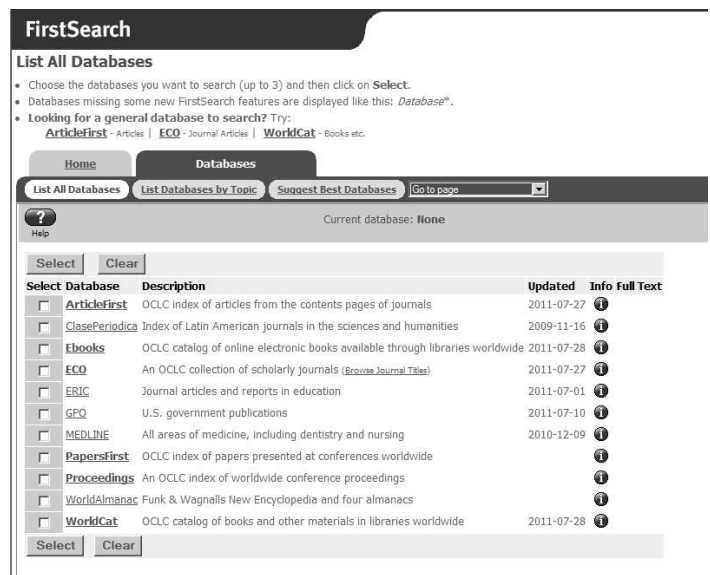 FirstSearch
List All Databases
• Choose the databases you want to search (up to 3) and then click on Select.
• Databases missing some new FirstSearch features are displayed like this: Database*.
• Looking for a general database to search? Try:
ArticleFirst - Articles | ECO - Journal Articles | WorldCat - Books etc.
Home Databases
List All Databases List Databases by Topic Suggest Best Databases Go to page
? Help Current database: None
Select Clear
Select Database Description Updated Info Full Text
ArticleFirst OCLC index of articles from the contents pages of journals 2011-07-27
ClasePeriodica Index of Latin American journals in the sciences and humanities 2009-11-16
Ebooks OCLC catalog of online electronic books available through libraries worldwide 2011-07-28
ECO An OCLC collection of scholarly journals (Browse Journal Titles) 2011-07-27
ERIC Journal articles and reports in education 2011-07-01
GPO U.S. government publications 2011-07-10
MEDLINE All areas of medicine, including dentistry and nursing 2010-12-09
PapersFirst OCLC index of papers presented at conferences worldwide
Proceedings An OCLC index of worldwide conference proceedings
WorldAlmanac Funk & Wagnalls New Encyclopedia and four almanacs
WorldCat OCLC catalog of books and other materials in libraries worldwide 2011-07-28
Select Clear